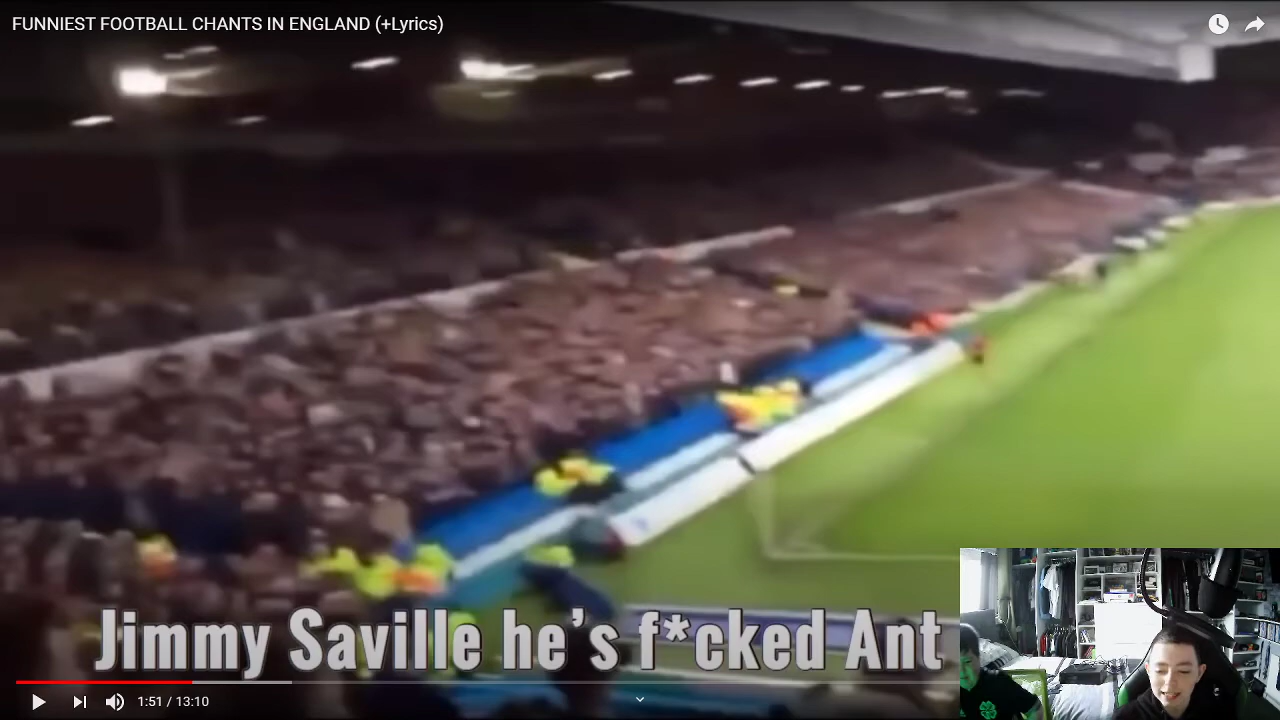 FUNNIEST FOOTBALL CHANTS IN ENGLAND (+Lyrics)
Jimmy Saville he's f*cked Ant
1:51 / 13:10